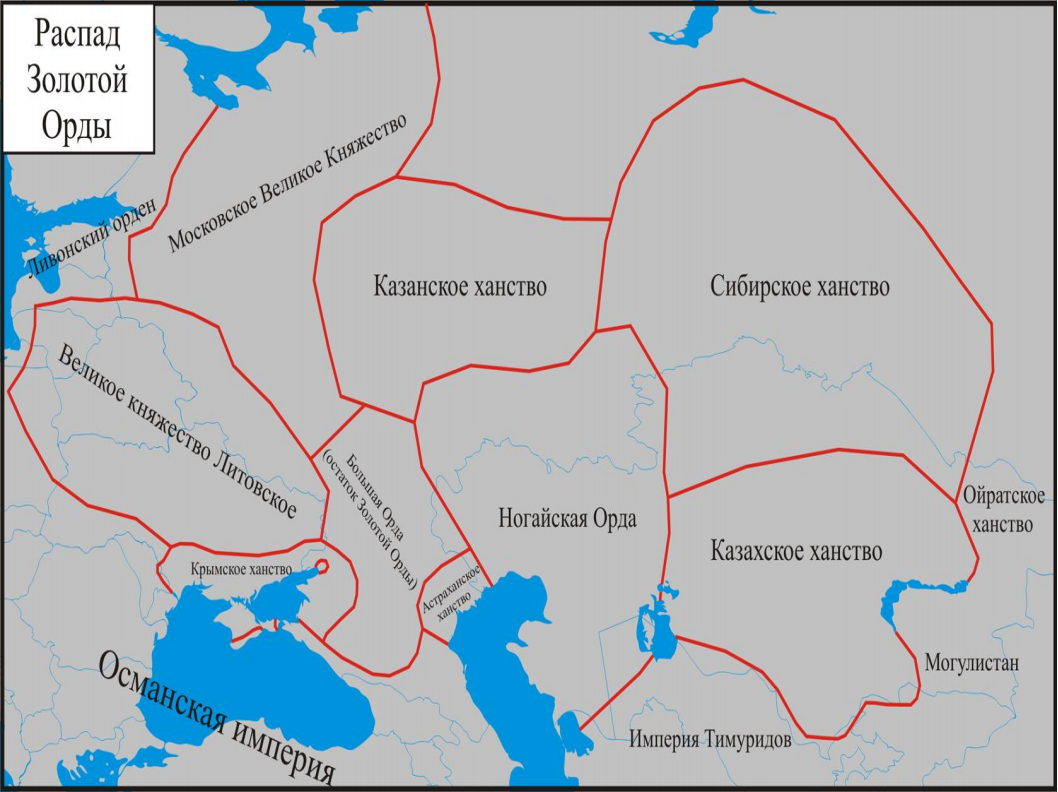 Распад
Золотой
Орды
Московское Великое Княжество
Ливонский орден
Казанское ханство
Сибирское ханство
Великое княжество Литовское
Большая Орда
(остаток Золотой Орды)
Ногайская Орда
Ойратское
ханство
Казахское ханство
Крымское ханство
Астраханское
ханство
Могулистан
Османская империя
Империя Тимуридов